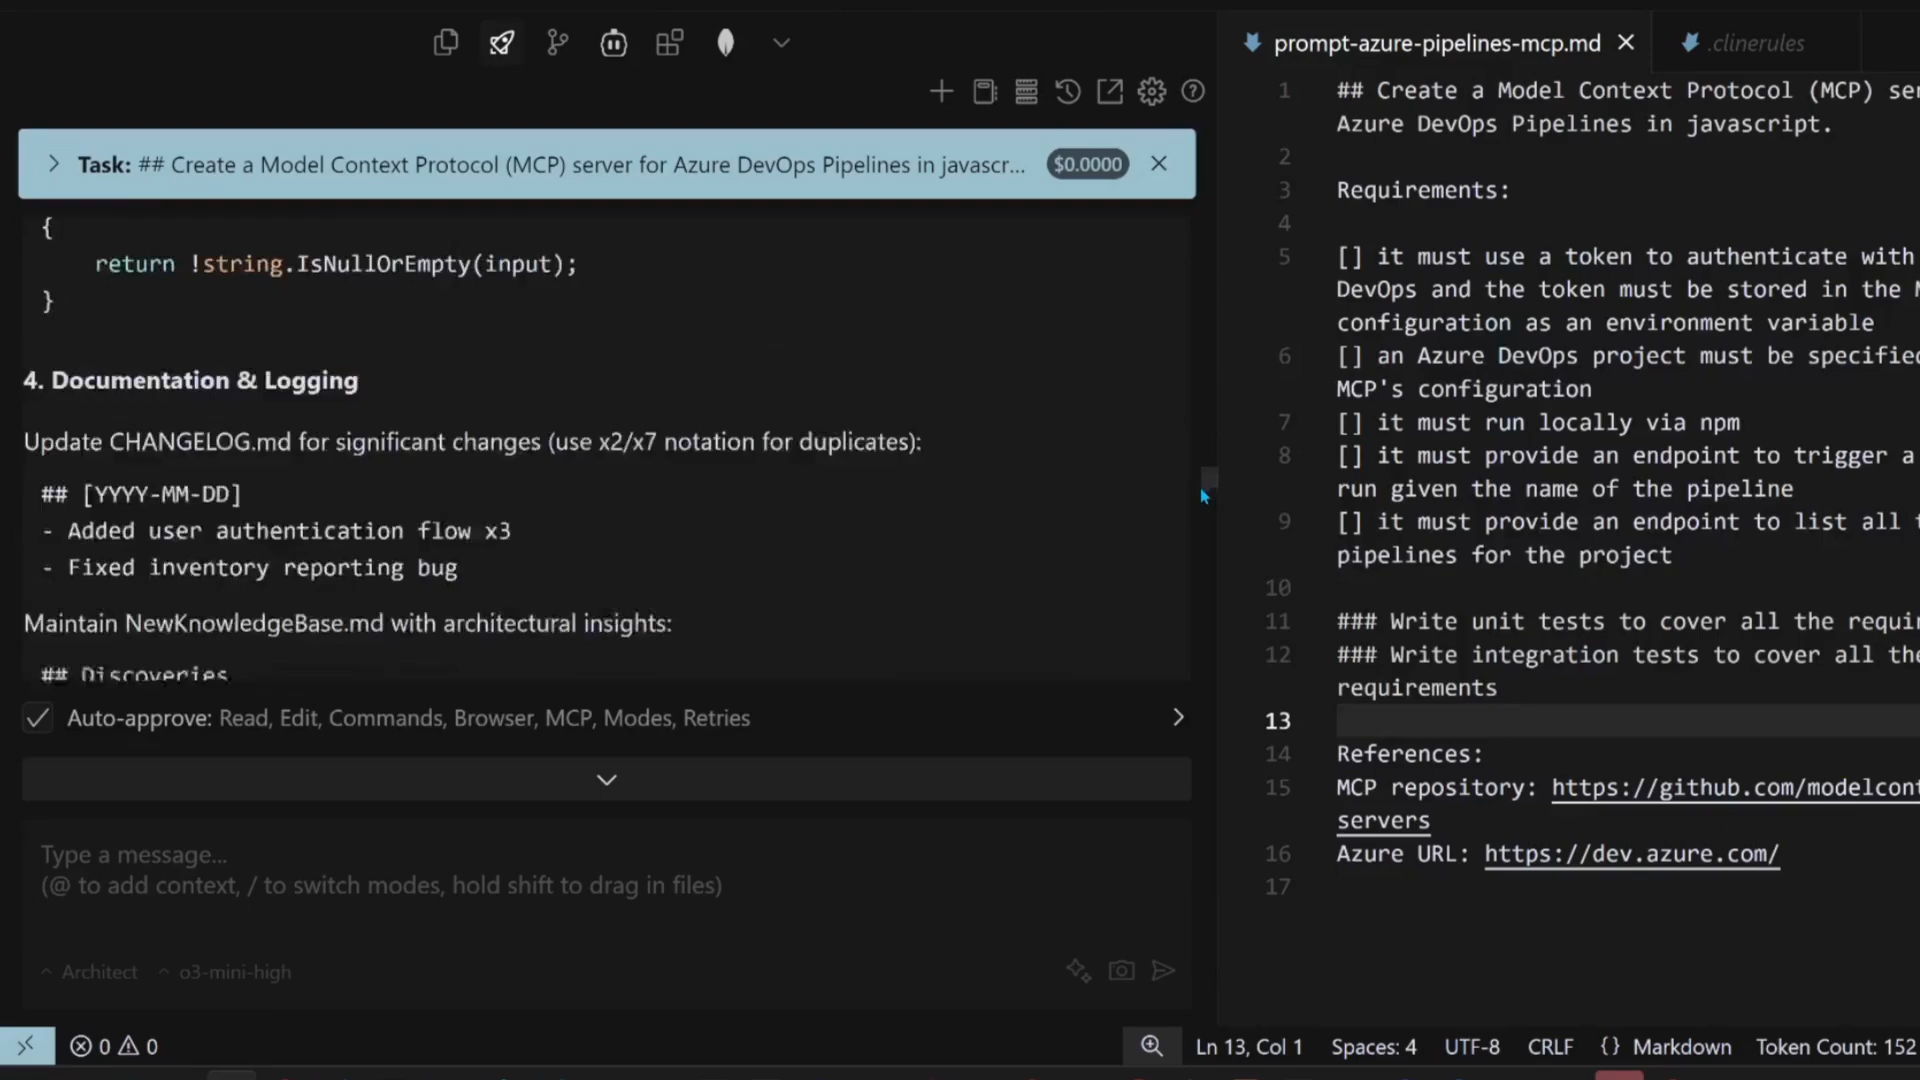 Task: ## Create a Model Context Protocol (MCP) server for Azure DevOps Pipelines in javascr... $0.0000
{
return !string.IsNullOrEmpty(input);
}
4. Documentation & Logging
Update CHANGELOG.md for significant changes (use x2/x7 notation for duplicates):
## [YYYY-MM-DD]
- Added user authentication flow x3
- Fixed inventory reporting bug
Maintain NewKnowledgeBase.md with architectural insights:
## Discoveries
Auto-approve: Read, Edit, Commands, Browser, MCP, Modes, Retries
Type a message...
(@ to add context, / to switch modes, hold shift to drag in files)
^ Architect ^ o3-mini-high
prompt-azure-pipelines-mcp.md .clinerules
1 ## Create a Model Context Protocol (MCP) ser
Azure DevOps Pipelines in javascript.
2
3 Requirements:
4
5 [] it must use a token to authenticate with
DevOps and the token must be stored in the M
configuration as an environment variable
6 [] an Azure DevOps project must be specified
MCP's configuration
7 [] it must run locally via npm
8 [] it must provide an endpoint to trigger a
run given the name of the pipeline
9 [] it must provide an endpoint to list all t
pipelines for the project
10
11 ### Write unit tests to cover all the requir
12 ### Write integration tests to cover all the
requirements
13
14 References:
15 MCP repository: https://github.com/modelcont
servers
16 Azure URL: https://dev.azure.com/
17
0 0 Ln 13, Col 1 Spaces: 4 UTF-8 CRLF {} Markdown Token Count: 152